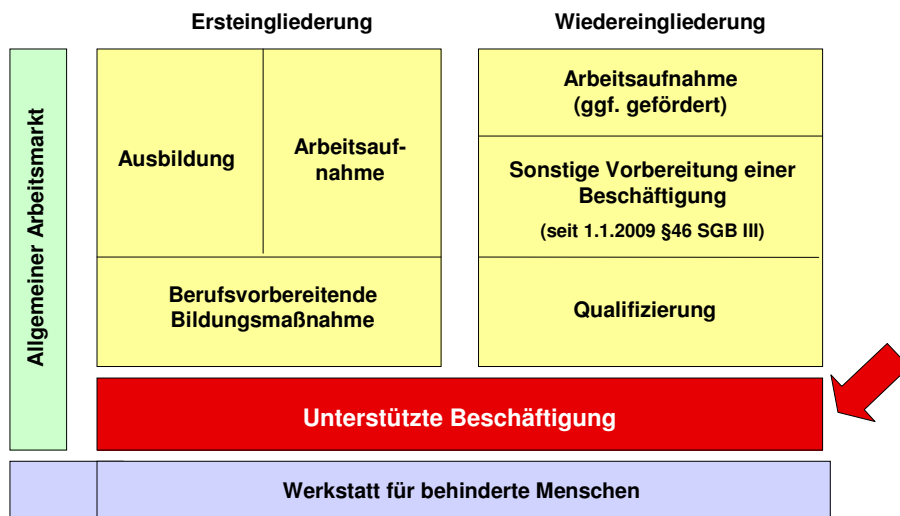 Ersteingliederung
Wiedereingliederung
Allgemeiner Arbeitsmarkt
Ausbildung
Arbeitsauf-
nahme
Berufsvorbereitende
Bildungsmaßnahme
Arbeitsaufnahme
(ggf. gefördert)
Sonstige Vorbereitung einer
Beschäftigung
(seit 1.1.2009 §46 SGB III)
Qualifizierung
Unterstützte Beschäftigung
Werkstatt für behinderte Menschen